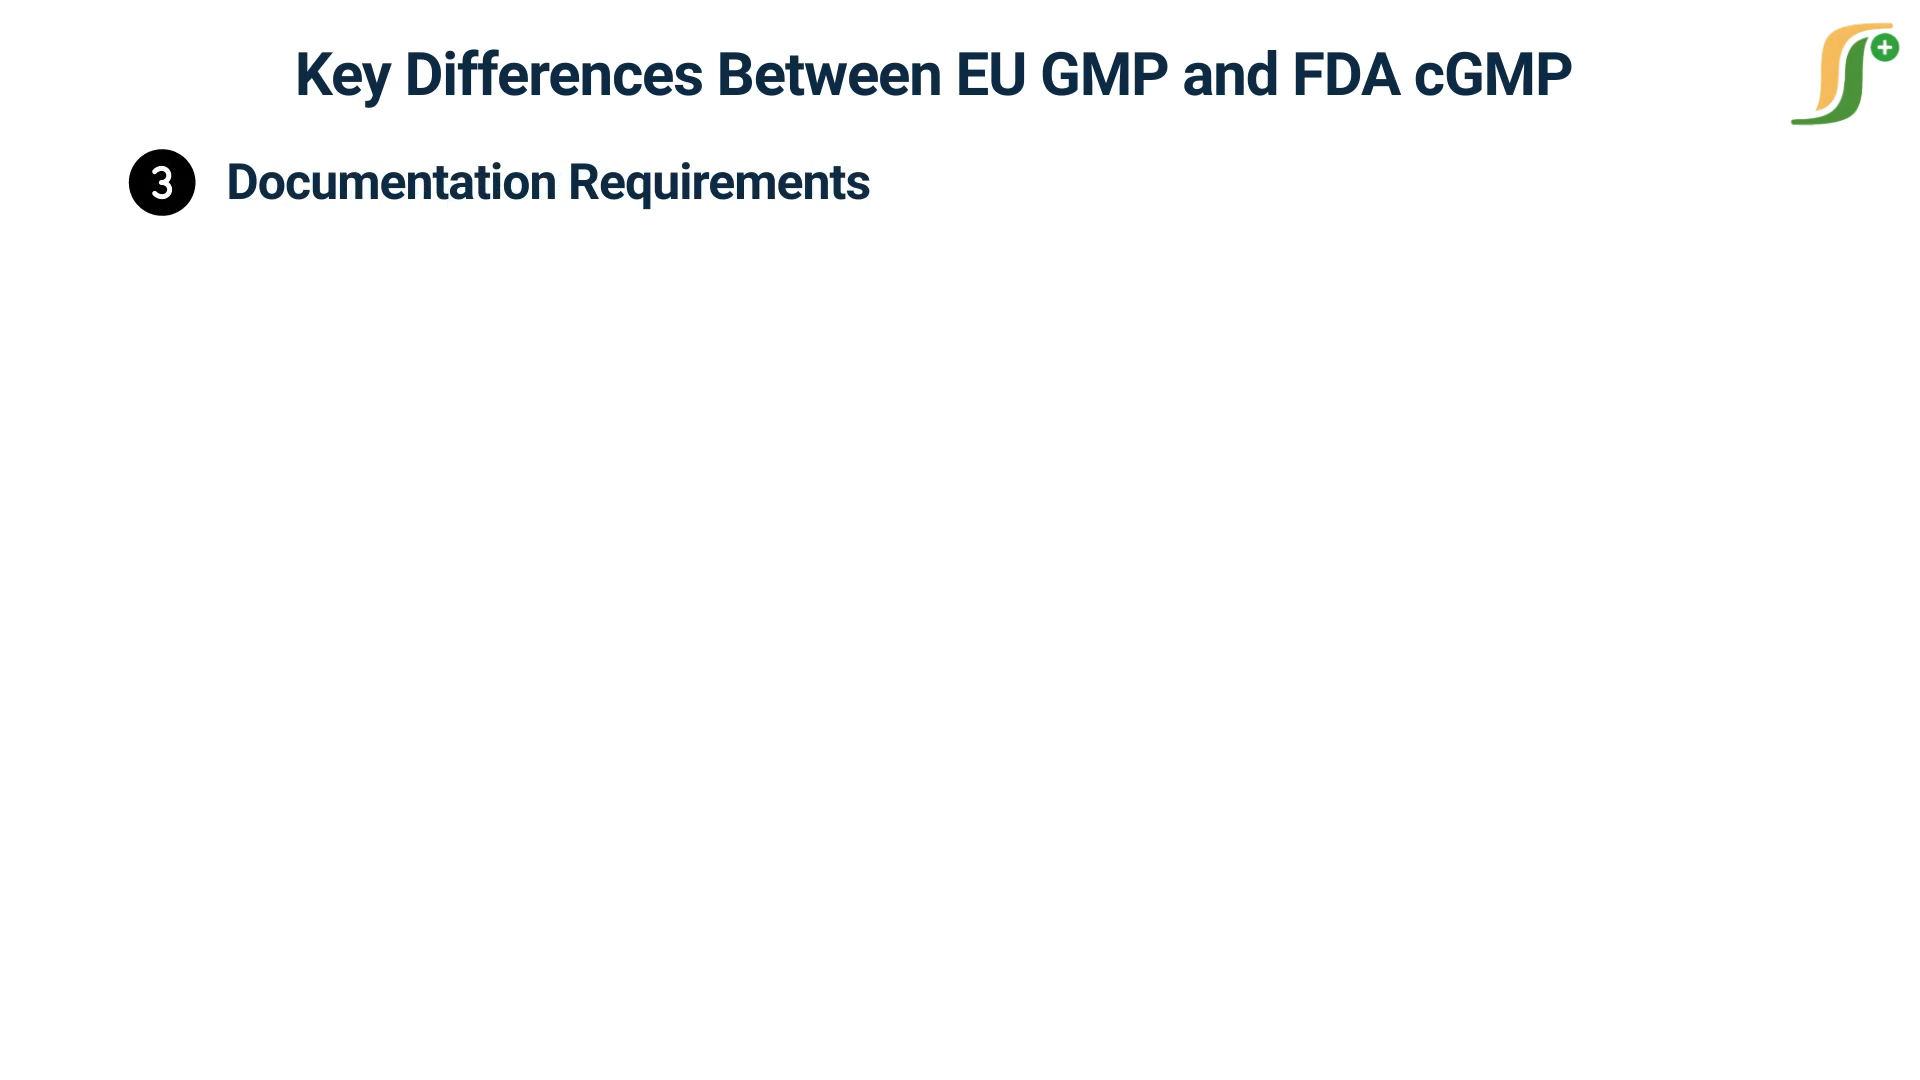 Key Differences Between EU GMP and FDA cGMP
3 Documentation Requirements